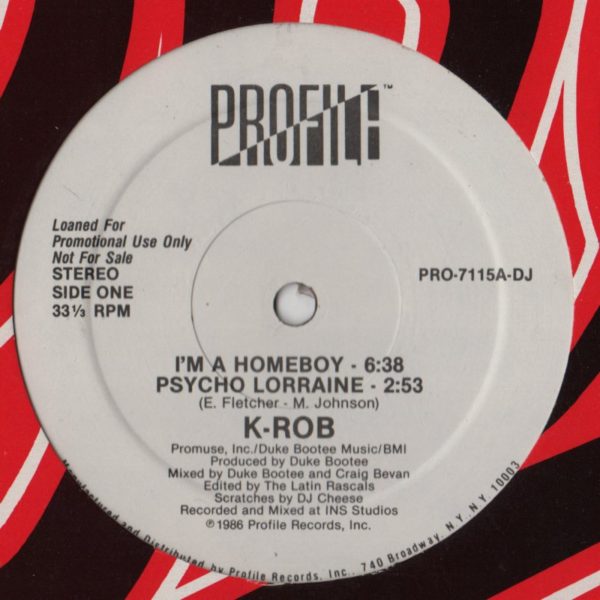 PROFILE™
Loaned For
Promotional Use Only
Not For Sale
STEREO
SIDE ONE
33⅓ RPM
PRO-7115A-DJ
I'M A HOMEBOY - 6:38
PSYCHO LORRAINE - 2:53
(E. Fletcher - M. Johnson)
K-ROB
Promuse, Inc./Duke Bootee Music/BMI
Produced by Duke Bootee
Mixed by Duke Bootee and Craig Bevan
Edited by The Latin Rascals
Scratches by DJ Cheese
Recorded and Mixed at INS Studios
℗1986 Profile Records, Inc.
Manufactured and Distributed by Profile Records, Inc., 740 Broadway, N.Y., N.Y. 10003